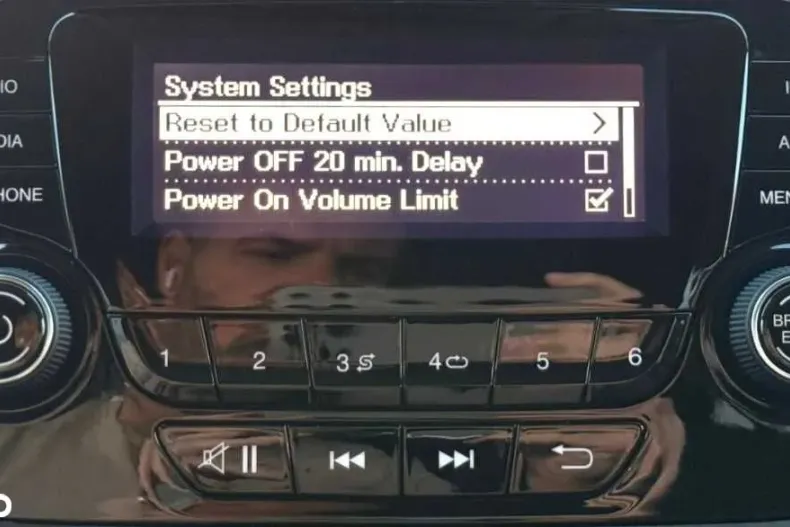 System Settings
Reset to Default Value
Power OFF 20 min. Delay
Power On Volume Limit
1 2 3 4 5 6